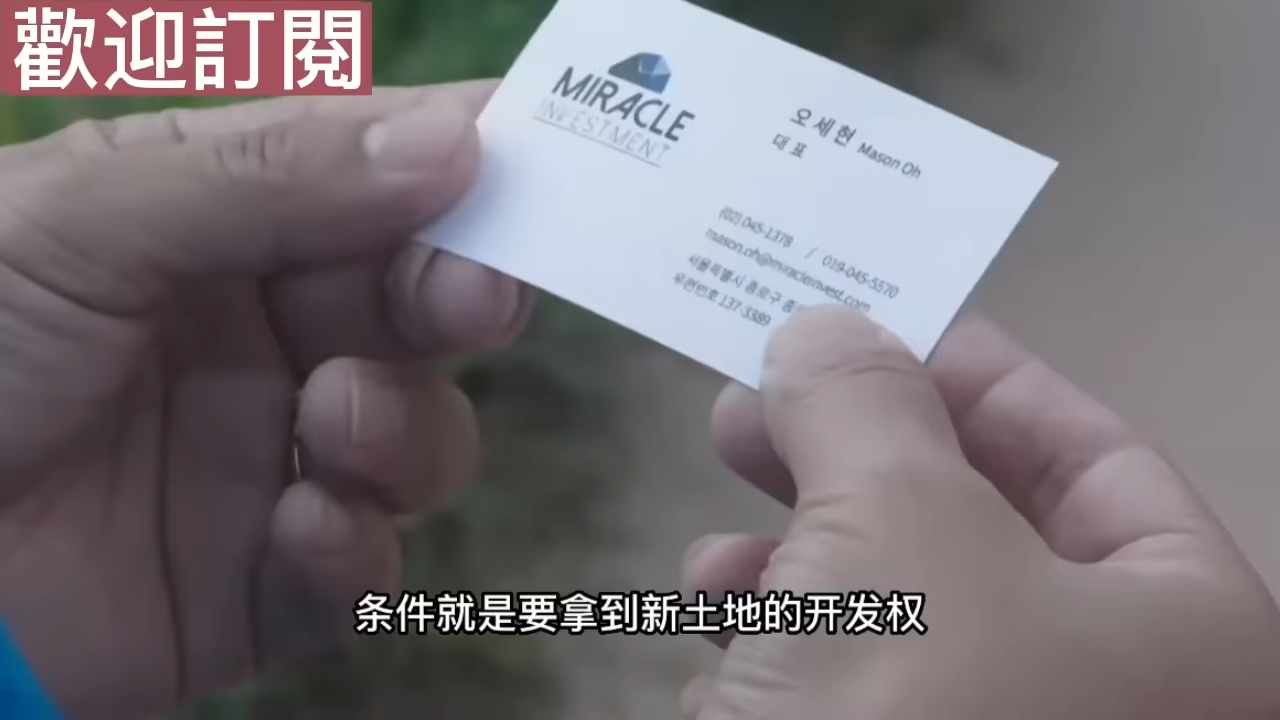 歡迎訂閱
MIRACLE
INVESTMENT
오세현 Mason Oh
대표
(02) 045-1378 / 019-045-5570
mason.oh@miracleinvest.com
서울특별시 종로구
우편번호 137-3389
条件就是要拿到新土地的开发权